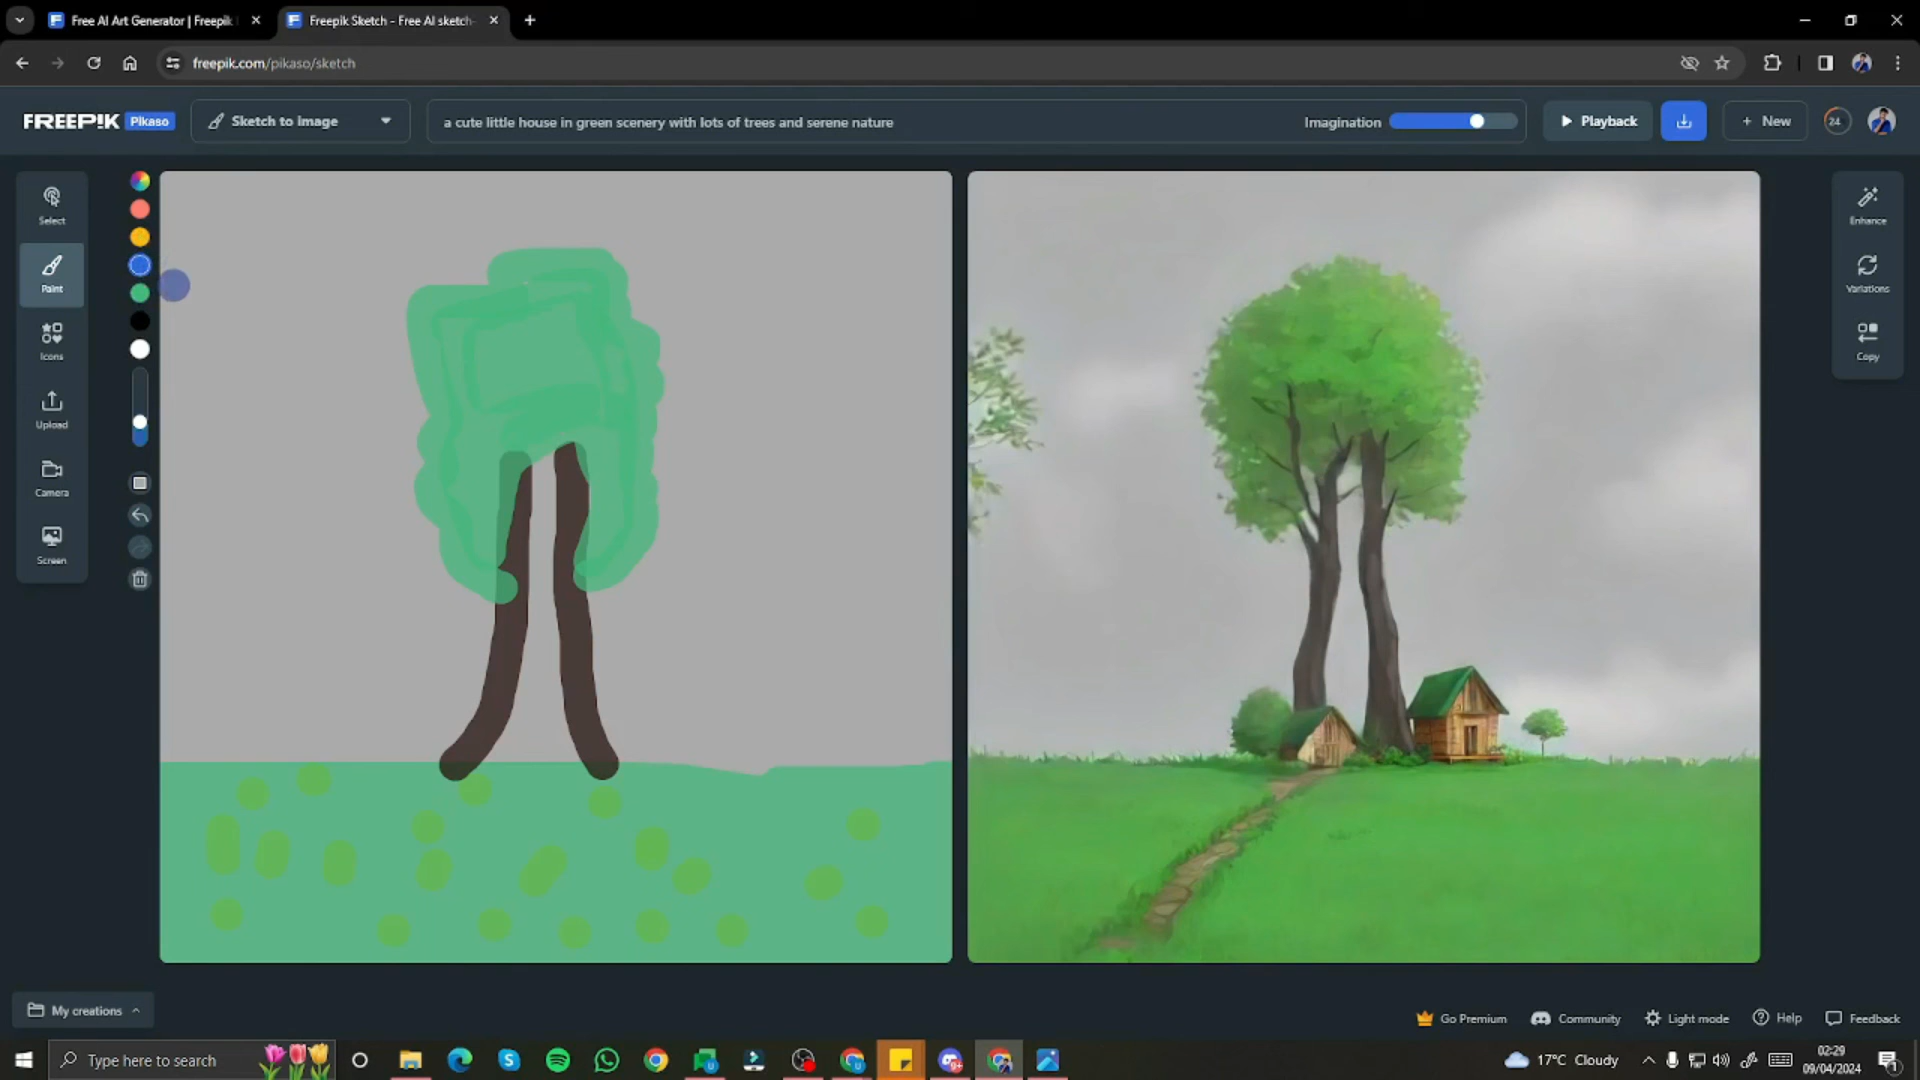 Free AI Art Generator | Freepik
Freepik Sketch - Free AI sketch-
freepik.com/pikaso/sketch
FREEPIK Pikaso
Sketch to Image
a cute little house in green scenery with lots of trees and serene nature
Imagination
Playback
+ New
24
Select
Paint
Icons
Upload
Camera
Screen
Enhance
Variations
Copy
My creations
Go Premium
Community
Light mode
Help
Feedback
Type here to search
9+
17°C Cloudy
02:29
09/04/2024
1